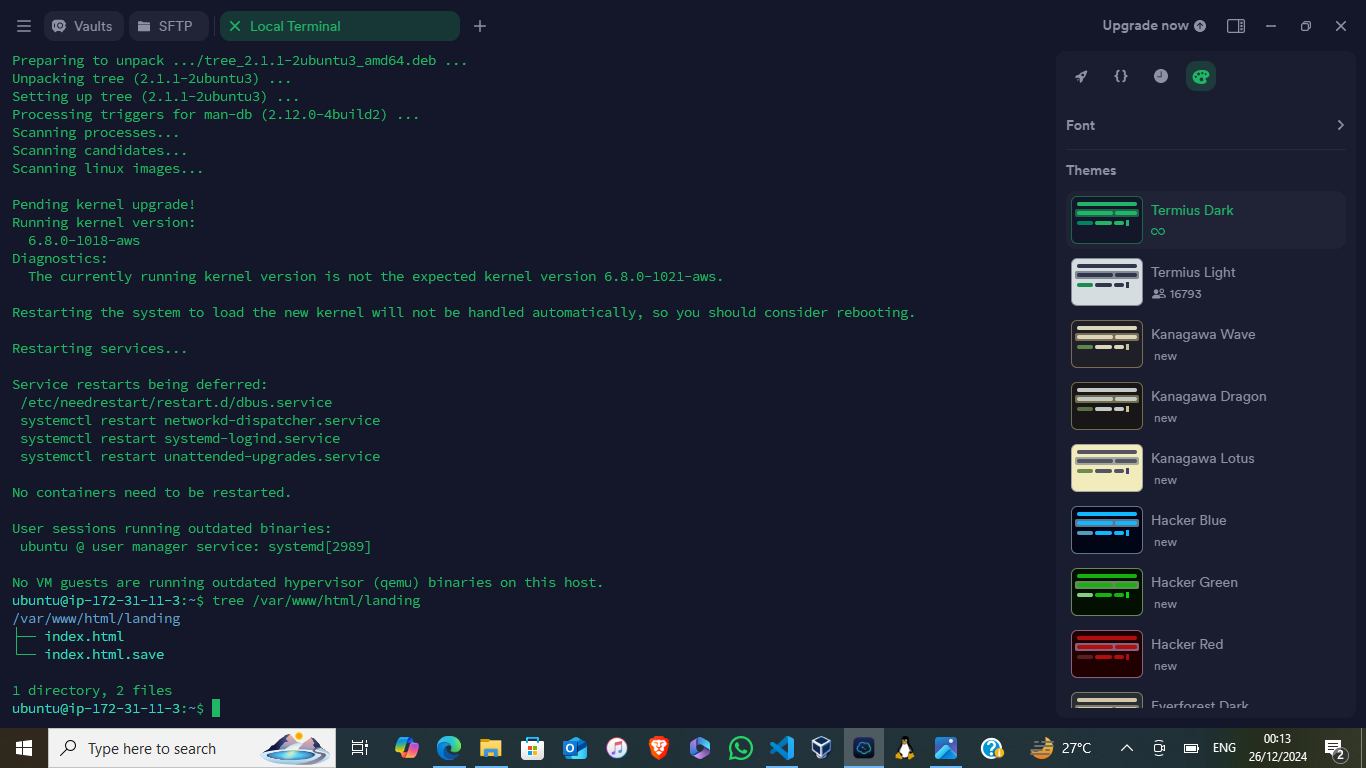 Vaults
SFTP
Local Terminal
Upgrade now
Preparing to unpack .../tree_2.1.1-2ubuntu3_amd64.deb ...
Unpacking tree (2.1.1-2ubuntu3) ...
Setting up tree (2.1.1-2ubuntu3) ...
Processing triggers for man-db (2.12.0-4build2) ...
Scanning processes...
Scanning candidates...
Scanning linux images...
Pending kernel upgrade!
Running kernel version:
6.8.0-1018-aws
Diagnostics:
The currently running kernel version is not the expected kernel version 6.8.0-1021-aws.
Restarting the system to load the new kernel will not be handled automatically, so you should consider rebooting.
Restarting services...
Service restarts being deferred:
/etc/needrestart/restart.d/dbus.service
systemctl restart networkd-dispatcher.service
systemctl restart systemd-logind.service
systemctl restart unattended-upgrades.service
No containers need to be restarted.
User sessions running outdated binaries:
ubuntu @ user manager service: systemd[2989]
No VM guests are running outdated hypervisor (qemu) binaries on this host.
ubuntu@ip-172-31-11-3:~$ tree /var/www/html/landing
/var/www/html/landing
├── index.html
└── index.html.save
1 directory, 2 files
ubuntu@ip-172-31-11-3:~$
Font
Themes
Termius Dark
Termius Light
16793
Kanagawa Wave
new
Kanagawa Dragon
new
Kanagawa Lotus
new
Hacker Blue
new
Hacker Green
new
Hacker Red
new
Everforest Dark
Type here to search
27°C
ENG
00:13
26/12/2024
2